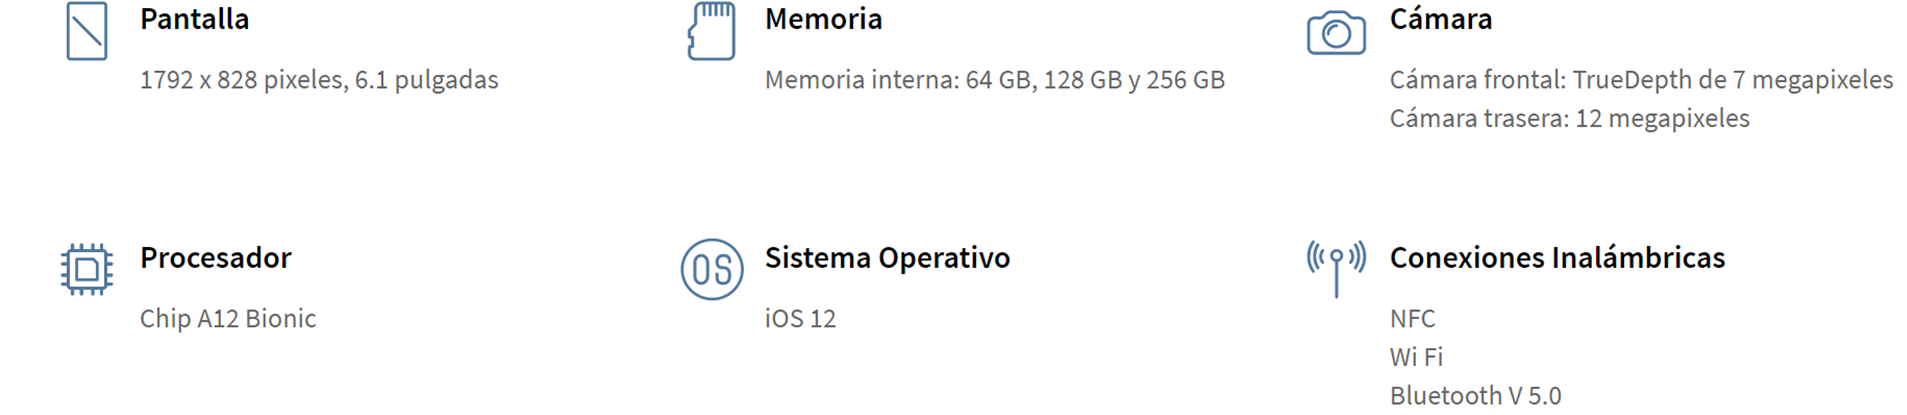 Pantalla
1792 x 828 pixeles, 6.1 pulgadas
Memoria
Memoria interna: 64 GB, 128 GB y 256 GB
Cámara
Cámara frontal: TrueDepth de 7 megapixeles
Cámara trasera: 12 megapixeles
Procesador
Chip A12 Bionic
OS
Sistema Operativo
iOS 12
Conexiones Inalámbricas
NFC
Wi Fi
Bluetooth V 5.0